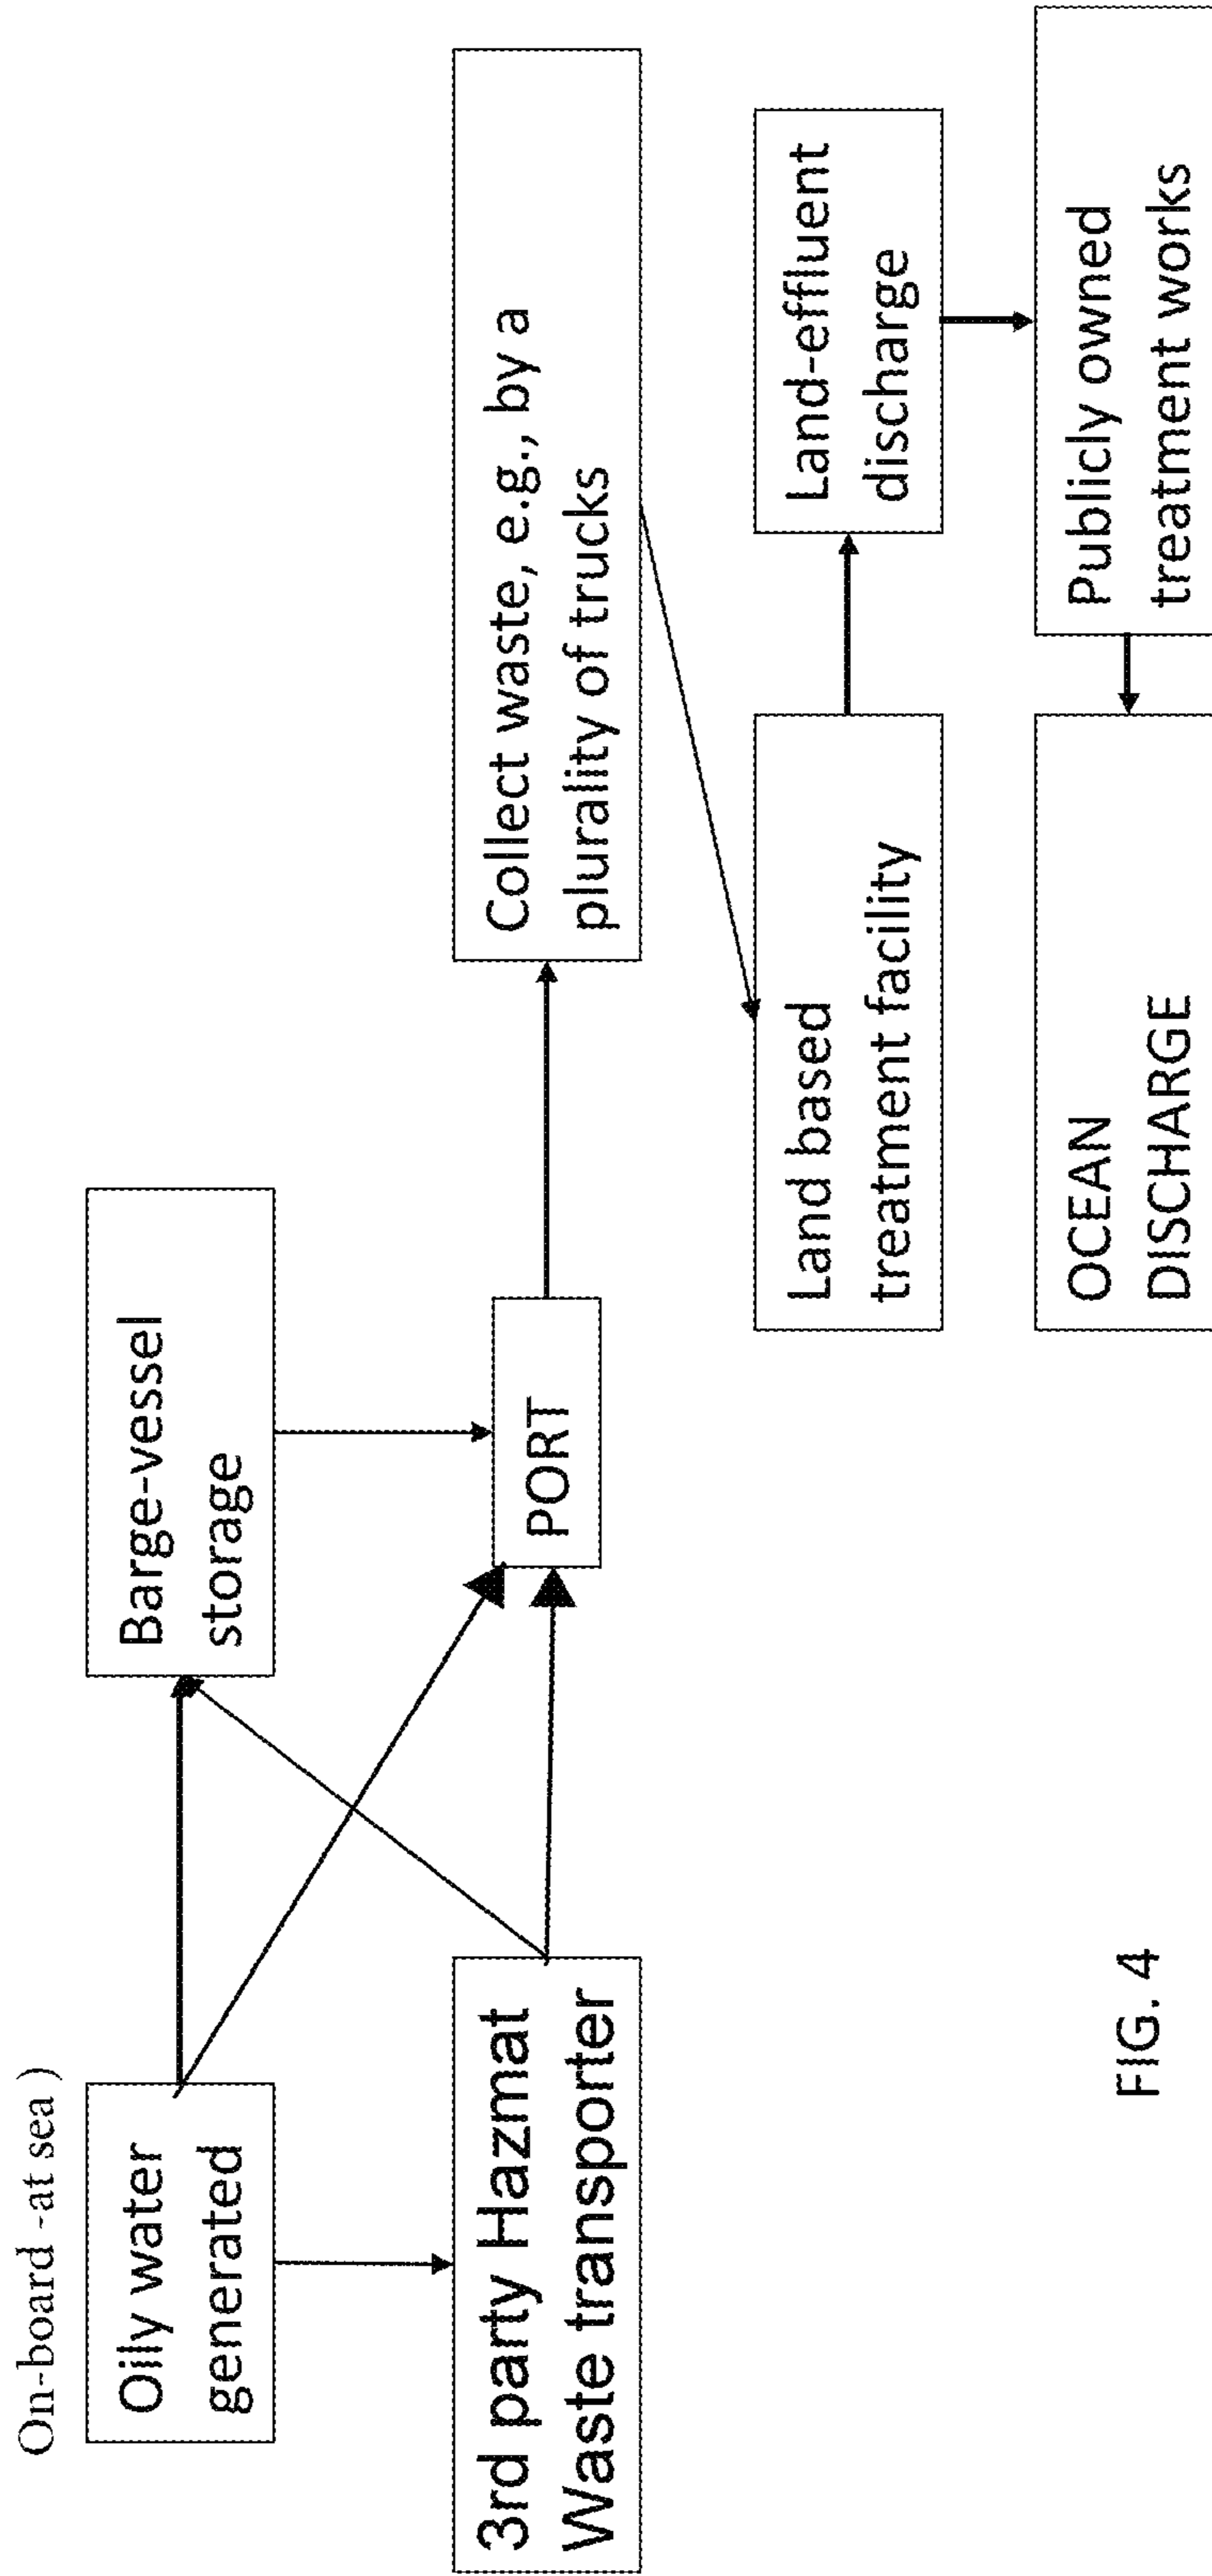 On-board -at sea )
Oily water
generated
Barge-vessel
storage
3rd party Hazmat
Waste transporter
PORT
Collect waste, e.g., by a
plurality of trucks
Land based
treatment facility
Land-effluent
discharge
OCEAN
DISCHARGE
Publicly owned
treatment works
FIG. 4